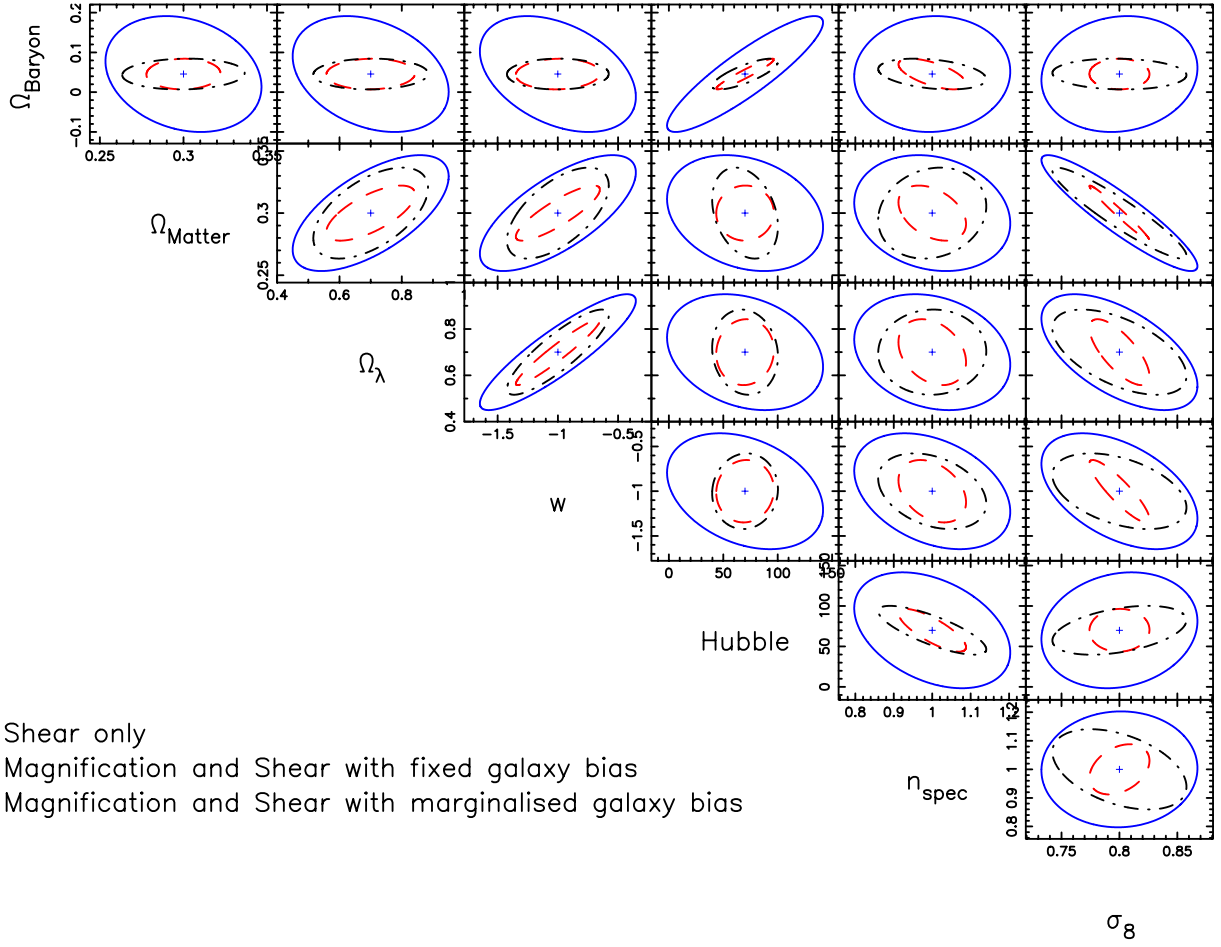 0.2
0.1
0
−0.1
Ω_Baryon
0.25 0.3 0.35
0.35
0.3
0.25
Ω_Matter
0.4 0.6 0.8 1
0.8
0.6
0.4
Ω_λ
−1.5 −1 −0.5
−0.5
−1
−1.5
w
0 50 100 150
150
100
50
0
Hubble
0.8 0.9 1 1.1 1.2
1.2
1.1
1
0.9
0.8
n_spec
0.75 0.8 0.85
σ_8
Shear only
Magnification and Shear with fixed galaxy bias
Magnification and Shear with marginalised galaxy bias